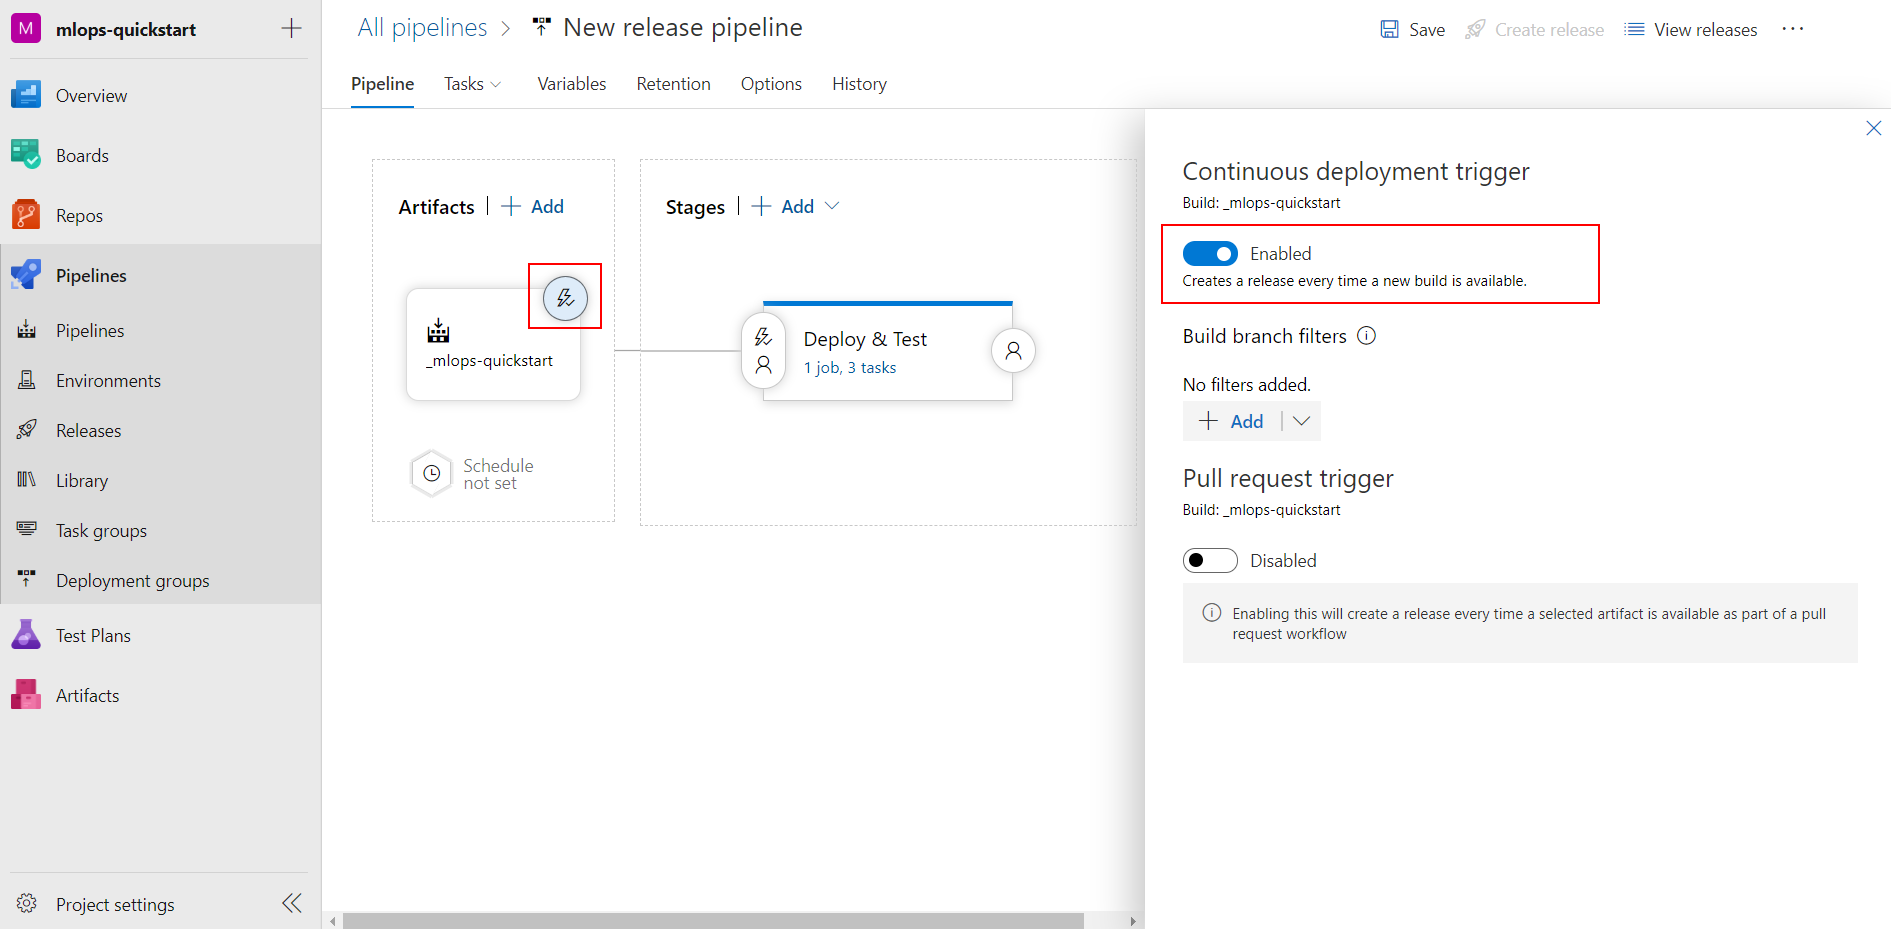 M
mlops-quickstart
Overview
Boards
Repos
Pipelines
Pipelines
Environments
Releases
Library
Task groups
Deployment groups
Test Plans
Artifacts
Project settings
All pipelines
New release pipeline
Save
Create release
View releases
Pipeline
Tasks
Variables
Retention
Options
History
Artifacts
Add
_mlops-quickstart
Schedule
not set
Stages
Add
Deploy & Test
1 job, 3 tasks
Continuous deployment trigger
Build: _mlops-quickstart
Enabled
Creates a release every time a new build is available.
Build branch filters
No filters added.
Add
Pull request trigger
Build: _mlops-quickstart
Disabled
Enabling this will create a release every time a selected artifact is available as part of a pull
request workflow